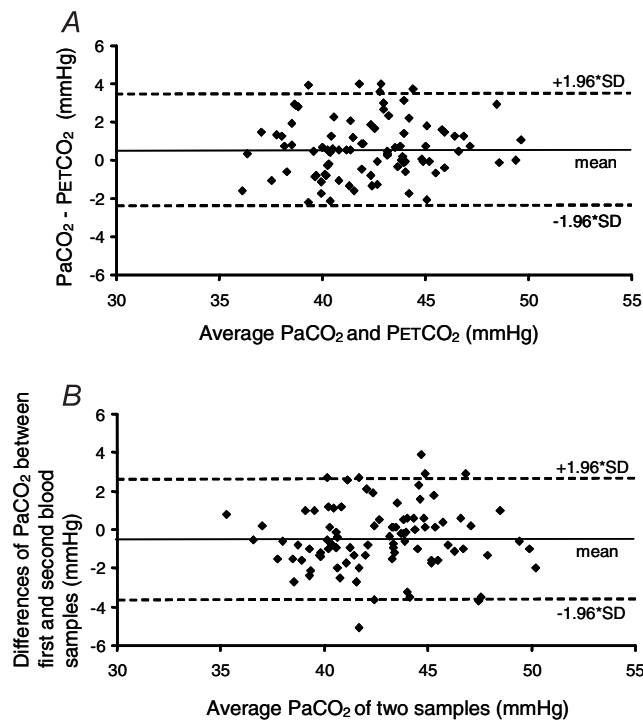 A
PaCO₂ - PETCO₂ (mmHg)
6
4
2
0
-2
-4
-6
+1.96*SD
mean
-1.96*SD
30
35
40
45
50
55
Average PaCO₂ and PETCO₂ (mmHg)
B
Differences of PaCO₂ between
first and second blood
samples (mmHg)
6
4
2
0
-2
-4
-6
+1.96*SD
mean
-1.96*SD
30
35
40
45
50
55
Average PaCO₂ of two samples (mmHg)